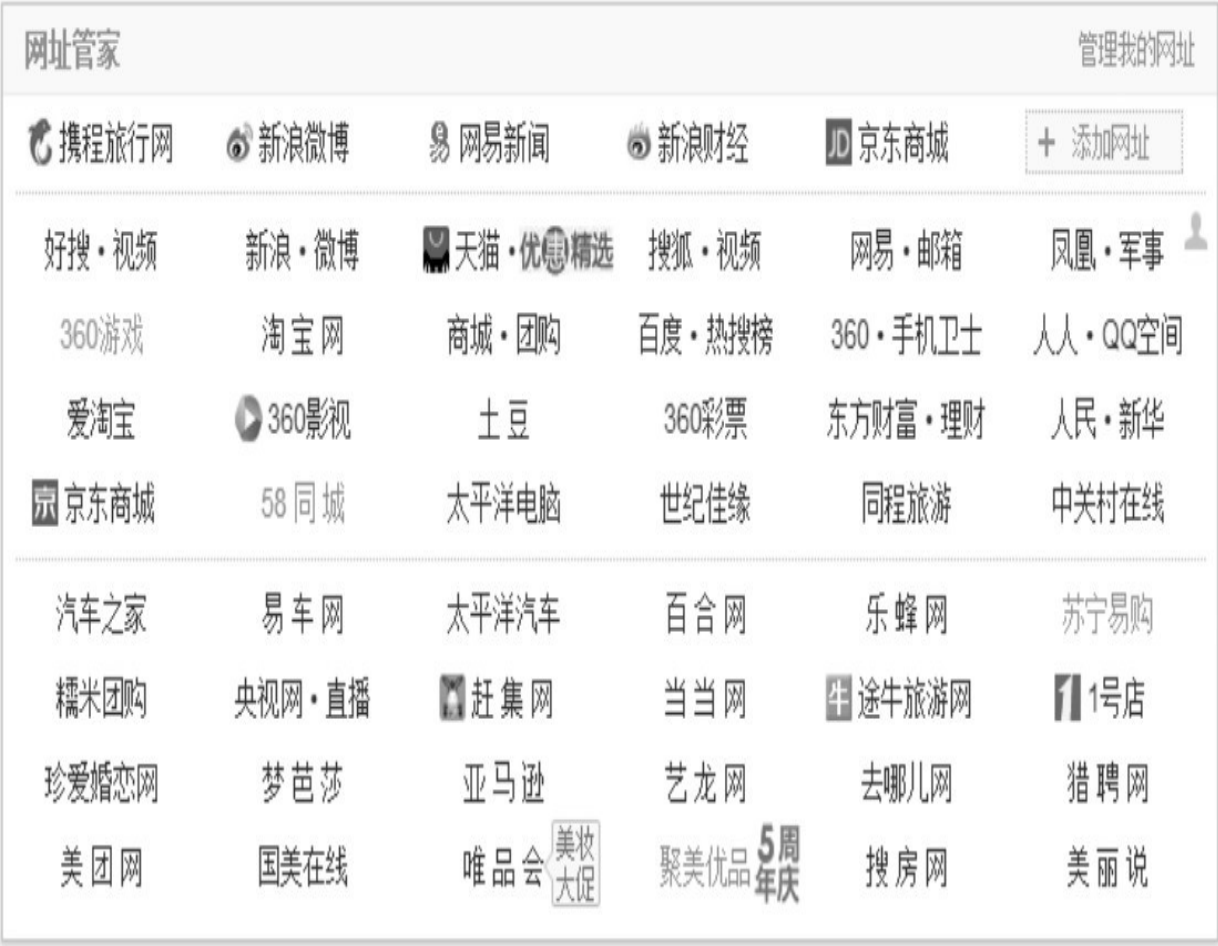 网址管家 管理我的网址
携程旅行网 新浪微博 网易新闻 新浪财经 JD 京东商城 + 添加网址
好搜·视频 新浪·微博 天猫·优惠精选 搜狐·视频 网易·邮箱 凤凰·军事
360游戏 淘宝网 商城·团购 百度·热搜榜 360·手机卫士 人人·QQ空间
爱淘宝 360影视 土豆 360彩票 东方财富·理财 人民·新华
京 京东商城 58同城 太平洋电脑 世纪佳缘 同程旅游 中关村在线
汽车之家 易车网 太平洋汽车 百合网 乐蜂网 苏宁易购
糯米团购 央视网·直播 赶集网 当当网 牛 途牛旅游网 1 1号店
珍爱婚恋网 梦芭莎 亚马逊 艺龙网 去哪儿网 猎聘网
美团网 国美在线 唯品会 美妆大促 聚美优品 5周年庆 搜房网 美丽说